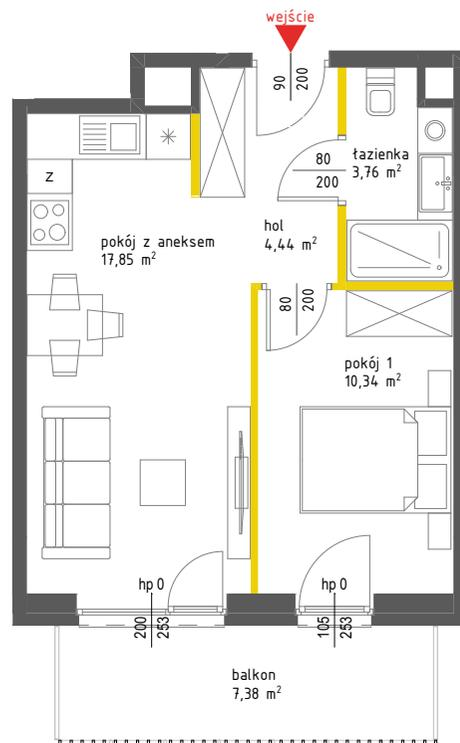 wejście
90
200
80
200
łazienka
3,76 m²
z
hol
4,44 m²
pokój z aneksem
17,85 m²
80
200
pokój 1
10,34 m²
hp 0
hp 0
200
253
105
253
balkon
7,38 m²